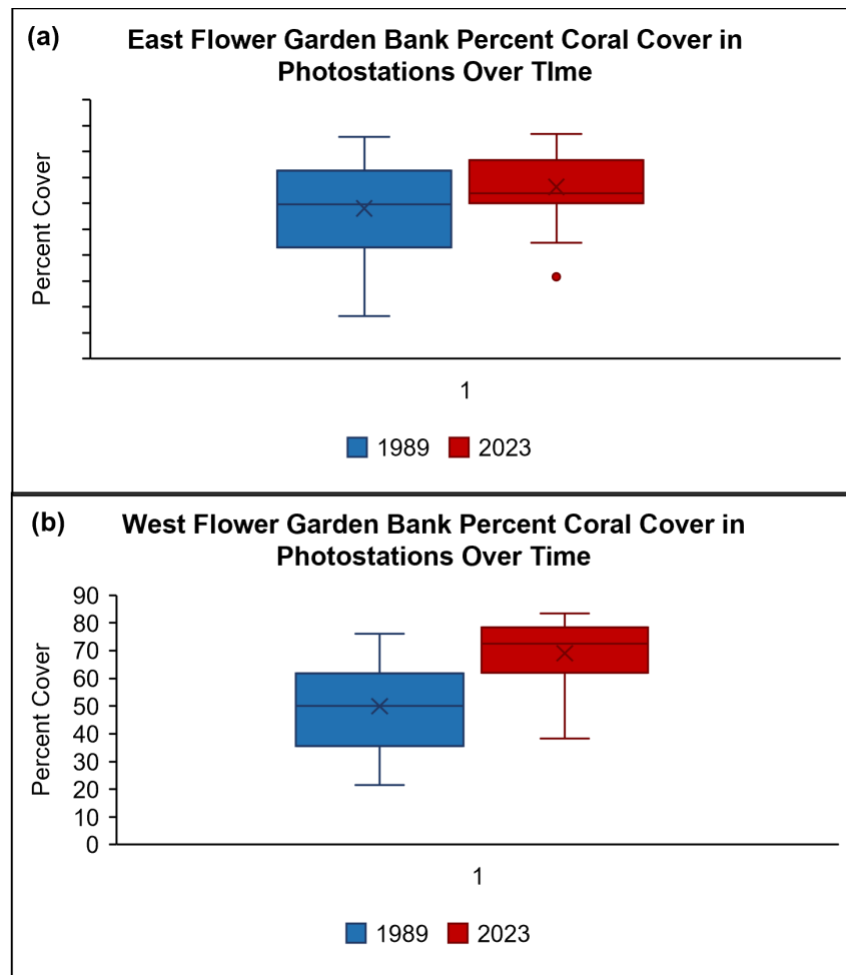 (a)
East Flower Garden Bank Percent Coral Cover in
Photostations Over TIme
Percent Cover
1
1989
2023
(b)
West Flower Garden Bank Percent Coral Cover in
Photostations Over Time
Percent Cover
90
80
70
60
50
40
30
20
10
0
1
1989
2023